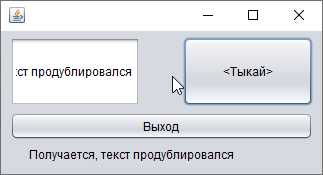 :ст продублировался
<Тыкай>
Выход
Получается, текст продублировался